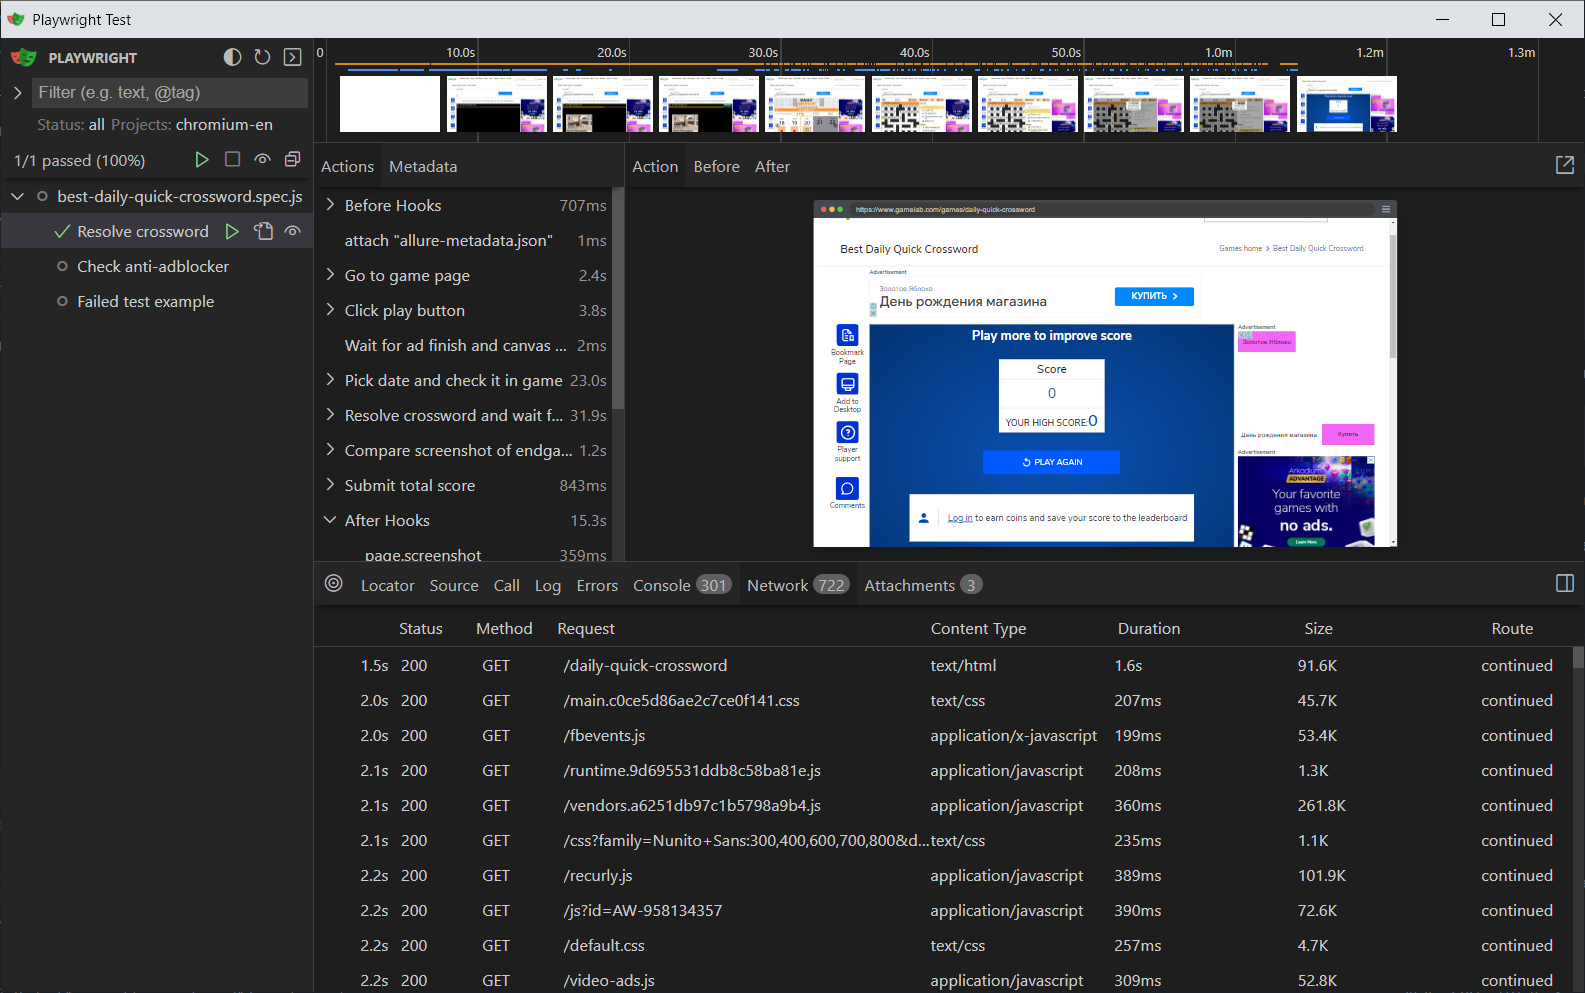 Playwright Test
PLAYWRIGHT
Filter (e.g. text, @tag)
Status: all Projects: chromium-en
1/1 passed (100%)
best-daily-quick-crossword.spec.js
Resolve crossword
Check anti-adblocker
Failed test example
0 10.0s 20.0s 30.0s 40.0s 50.0s 1.0m 1.2m 1.3m
Actions Metadata
Before Hooks 707ms
attach "allure-metadata.json" 1ms
Go to game page 2.4s
Click play button 3.8s
Wait for ad finish and canvas ... 2ms
Pick date and check it in game 23.0s
Resolve crossword and wait f... 31.9s
Compare screenshot of endga... 1.2s
Submit total score 843ms
After Hooks 15.3s
page.screenshot 359ms
Action Before After
https://www.gamelab.com/games/daily-quick-crossword
Best Daily Quick Crossword
Games home > Best Daily Quick Crossword
Advertisement
Золотое Яблоко
День рождения магазина
КУПИТЬ
Bookmark
Page
Add to
Desktop
Player
support
Comments
Play more to improve score
Score
0
YOUR HIGH SCORE:0
PLAY AGAIN
Log in to earn coins and save your score to the leaderboard
Advertisement
Золотое Яблоко
День рождения магазина
Купить
Advertisement
Arkadium
ADVANTAGE
Your favorite
games with
no ads.
Learn More
Locator Source Call Log Errors Console 301 Network 722 Attachments 3
Status Method Request Content Type Duration Size Route
1.5s 200 GET /daily-quick-crossword text/html 1.6s 91.6K continued
2.0s 200 GET /main.c0ce5d86ae2c7ce0f141.css text/css 207ms 45.7K continued
2.0s 200 GET /fbevents.js application/x-javascript 199ms 53.4K continued
2.1s 200 GET /runtime.9d695531ddb8c58ba81e.js application/javascript 208ms 1.3K continued
2.1s 200 GET /vendors.a6251db97c1b5798a9b4.js application/javascript 360ms 261.8K continued
2.1s 200 GET /css?family=Nunito+Sans:300,400,600,700,800&d... text/css 235ms 1.1K continued
2.2s 200 GET /recurly.js application/javascript 389ms 101.9K continued
2.2s 200 GET /js?id=AW-958134357 application/javascript 390ms 72.6K continued
2.2s 200 GET /default.css text/css 257ms 4.7K continued
2.2s 200 GET /video-ads.js application/javascript 309ms 52.8K continued